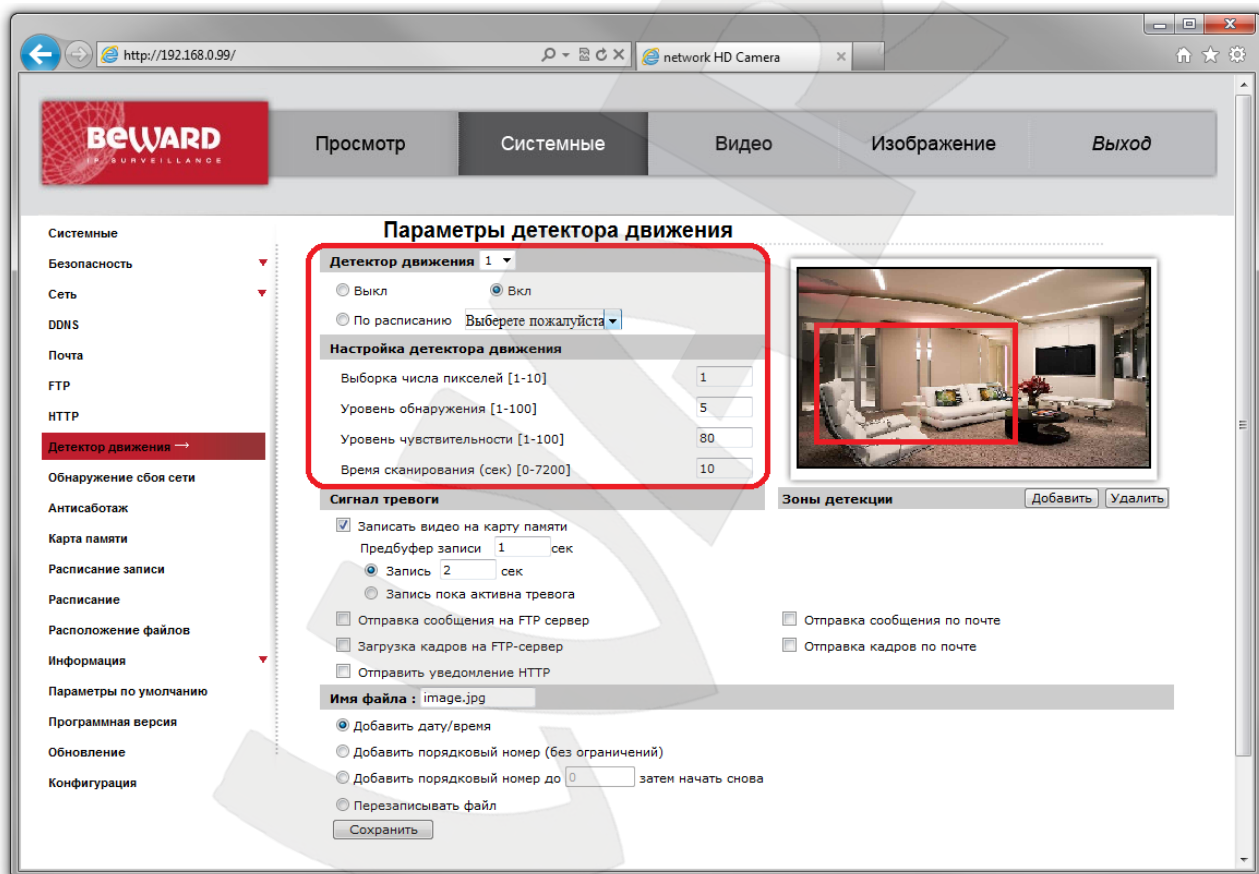 http://192.168.0.99/
network HD Camera
BEWARD
IP SURVEILLANCE
Просмотр
Системные
Видео
Изображение
Выход
Системные
Безопасность
Сеть
DDNS
Почта
FTP
HTTP
Детектор движения →
Обнаружение сбоя сети
Антисаботаж
Карта памяти
Расписание записи
Расписание
Расположение файлов
Информация
Параметры по умолчанию
Программная версия
Обновление
Конфигурация
Параметры детектора движения
Детектор движения 1
Выкл Вкл
По расписанию Выберете пожалуйста
Настройка детектора движения
Выборка числа пикселей [1-10] 1
Уровень обнаружения [1-100] 5
Уровень чувствительности [1-100] 80
Время сканирования (сек) [0-7200] 10
Сигнал тревоги
Зоны детекции Добавить Удалить
Записать видео на карту памяти
Предбуфер записи 1 сек
Запись 2 сек
Запись пока активна тревога
Отправка сообщения на FTP сервер
Отправка сообщения по почте
Загрузка кадров на FTP-сервер
Отправка кадров по почте
Отправить уведомление HTTP
Имя файла : image.jpg
Добавить дату/время
Добавить порядковый номер (без ограничений)
Добавить порядковый номер до 0 затем начать снова
Перезаписывать файл
Сохранить